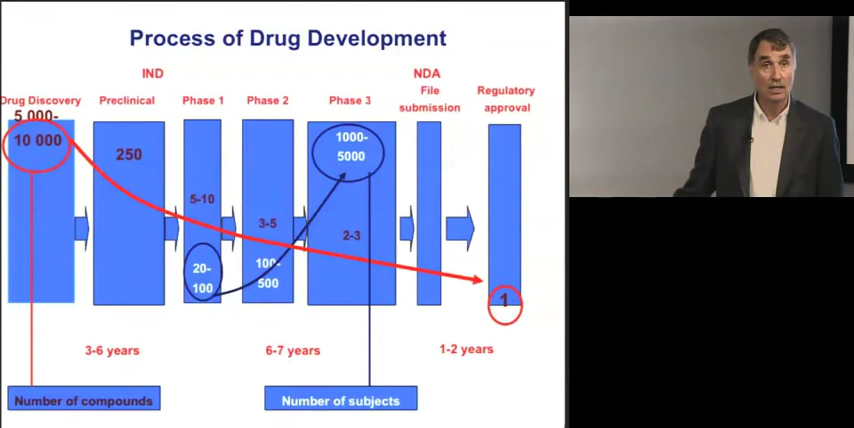 Process of Drug Development
IND
NDA
Drug Discovery
Preclinical
Phase 1
Phase 2
Phase 3
File
submission
Regulatory
approval
5 000-
10 000
250
5-10
20-
100
3-5
100-
500
1000-
5000
2-3
1
3-6 years
6-7 years
1-2 years
Number of compounds
Number of subjects